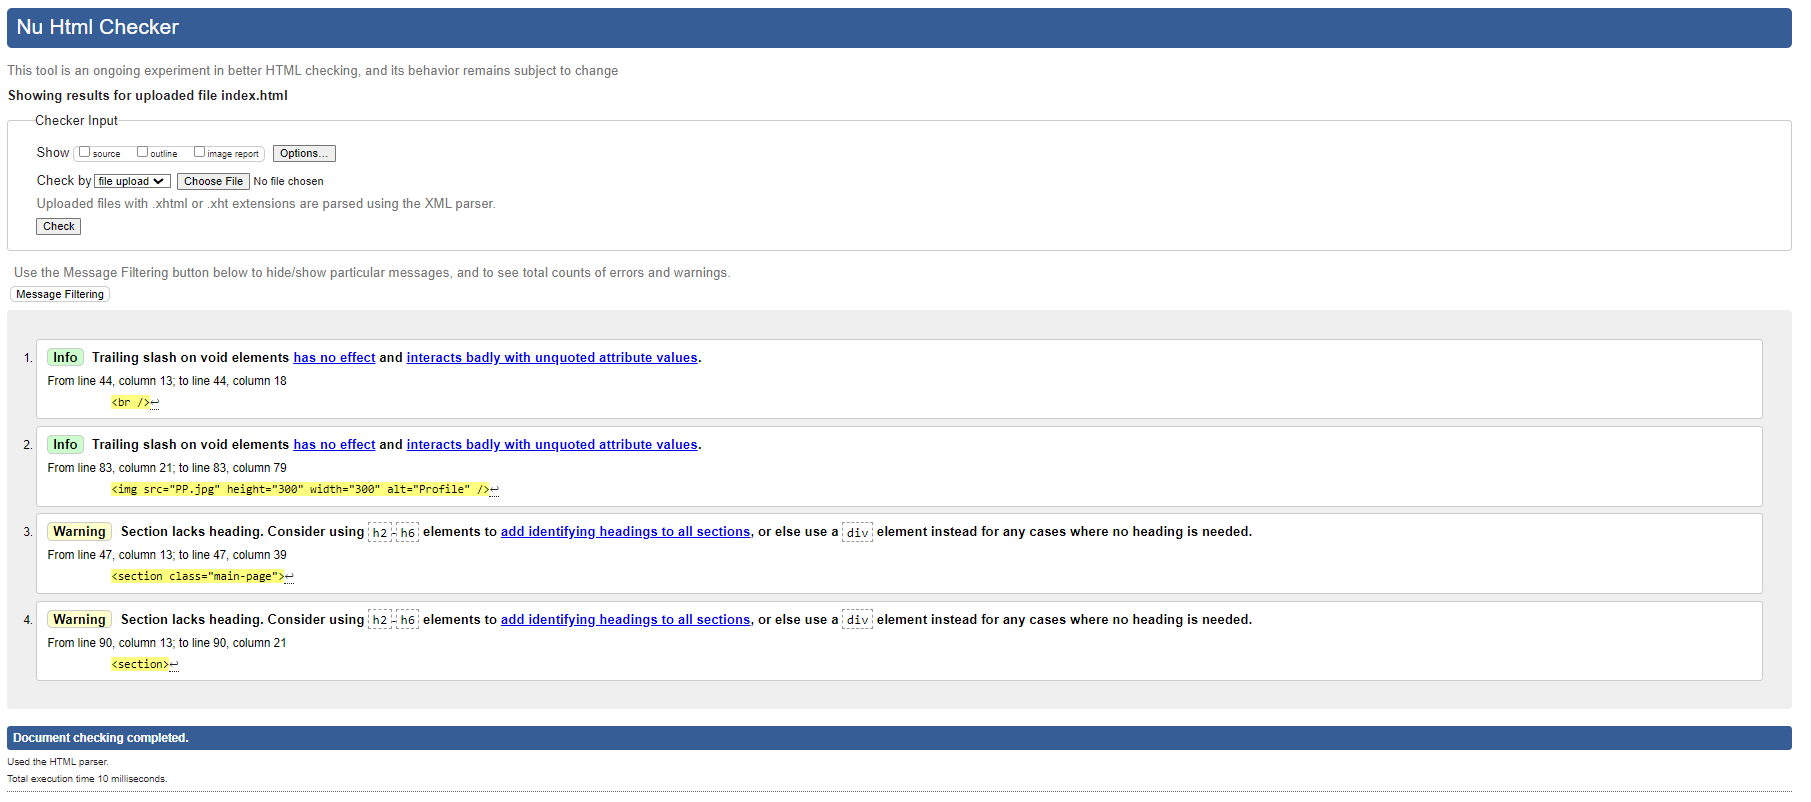 Nu Html Checker
This tool is an ongoing experiment in better HTML checking, and its behavior remains subject to change
Showing results for uploaded file index.html
Checker Input
Show source outline image report Options...
Check by file upload Choose File No file chosen
Uploaded files with .xhtml or .xht extensions are parsed using the XML parser.
Check
Use the Message Filtering button below to hide/show particular messages, and to see total counts of errors and warnings.
Message Filtering
1. Info Trailing slash on void elements has no effect and interacts badly with unquoted attribute values.
From line 44, column 13; to line 44, column 18
<br />↩
2. Info Trailing slash on void elements has no effect and interacts badly with unquoted attribute values.
From line 83, column 21; to line 83, column 79
<img src="PP.jpg" height="300" width="300" alt="Profile" />↩
3. Warning Section lacks heading. Consider using h2-h6 elements to add identifying headings to all sections, or else use a div element instead for any cases where no heading is needed.
From line 47, column 13; to line 47, column 39
<section class="main-page">↩
4. Warning Section lacks heading. Consider using h2-h6 elements to add identifying headings to all sections, or else use a div element instead for any cases where no heading is needed.
From line 90, column 13; to line 90, column 21
<section>↩
Document checking completed.
Used the HTML parser.
Total execution time 10 milliseconds.